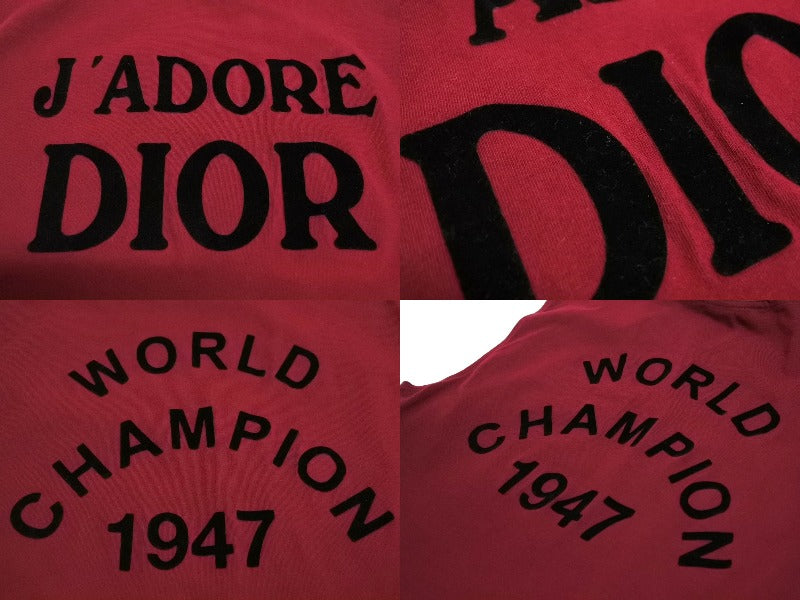 J'ADORE
DIOR
A
DIO
WORLD
CHAMPION
1947
WORLD
CHAMPION
1947